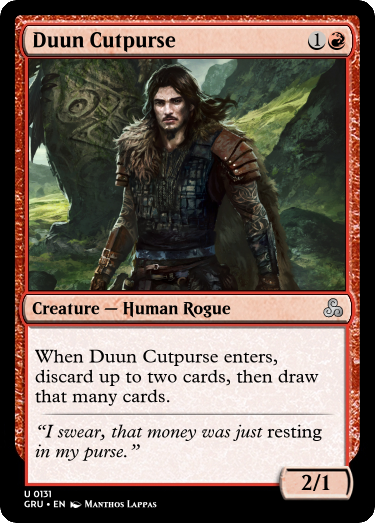 Duun Cutpurse 1
Creature — Human Rogue
When Duun Cutpurse enters,
discard up to two cards, then draw
that many cards.
“I swear, that money was just resting
in my purse.”
2/1
U 0131
GRU • EN Manthos Lappas